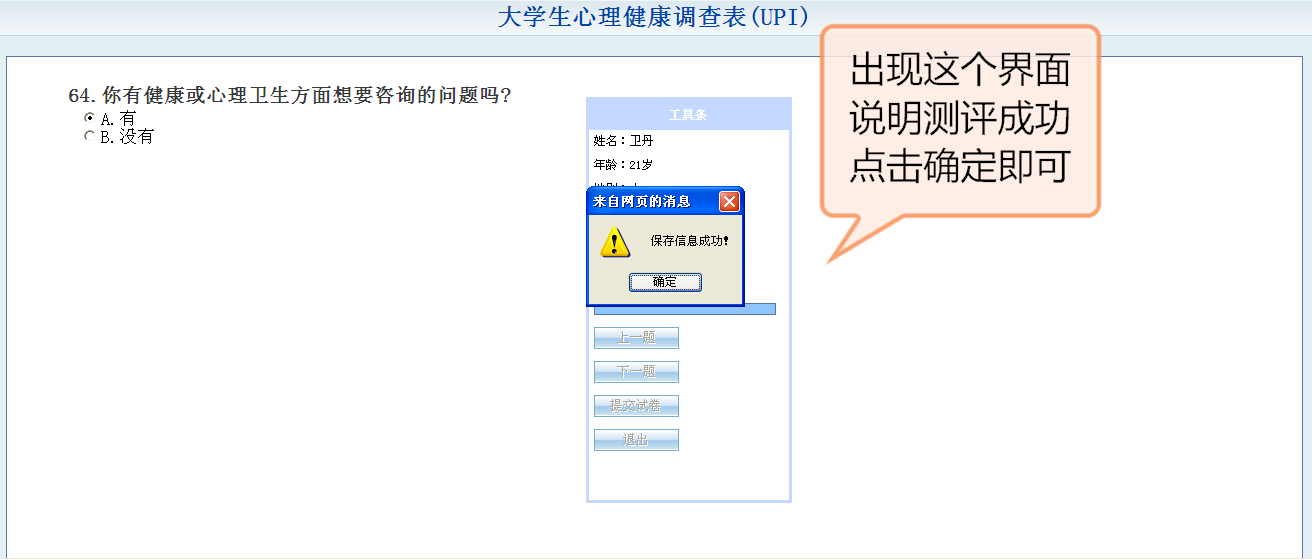 大学生心理健康调查表(UPI)
出现这个界面
说明测评成功
点击确定即可
64.你有健康或心理卫生方面想要咨询的问题吗?
A.有
B.没有
工具条
姓名：卫丹
年龄：21岁
来自网页的消息
保存信息成功!
确定
上一题
下一题
提交试卷
退出